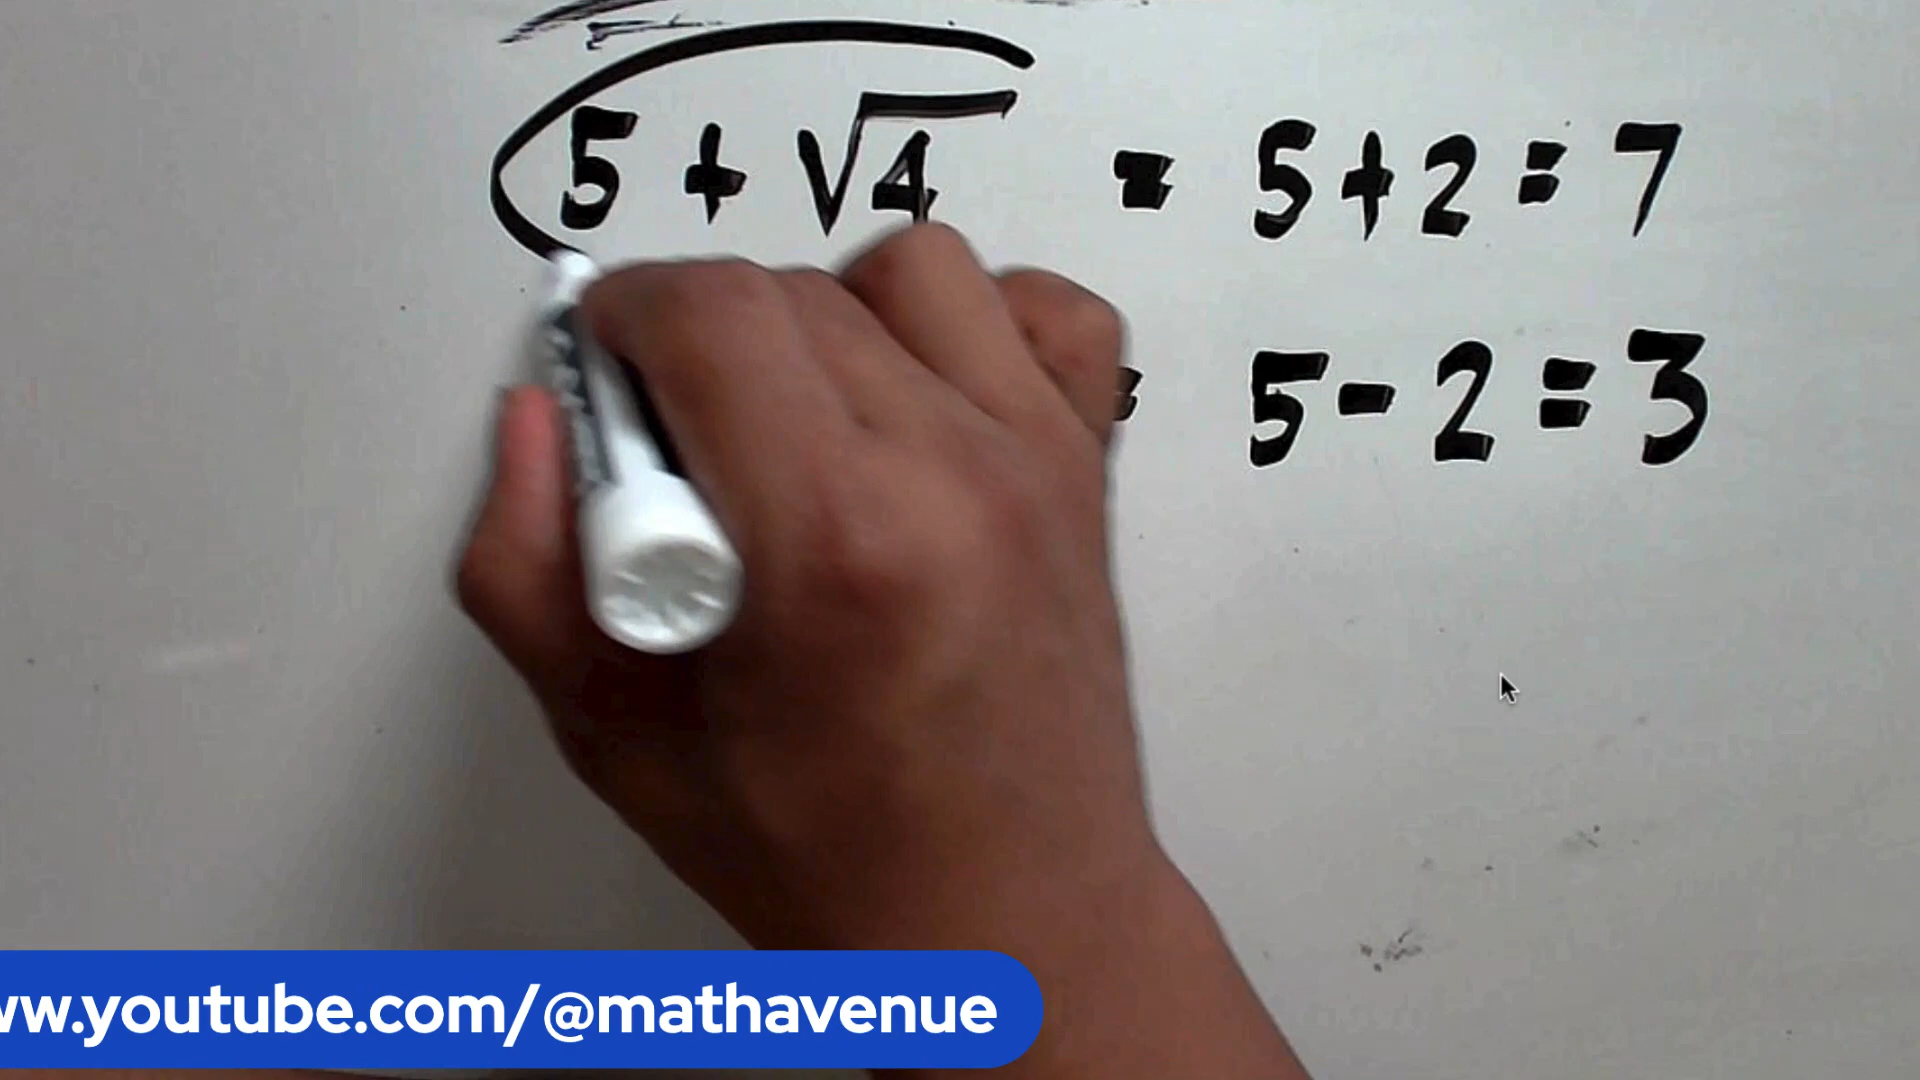 5 + √4 = 5 + 2 = 7
= 5 - 2 = 3
ww.youtube.com/@mathavenue